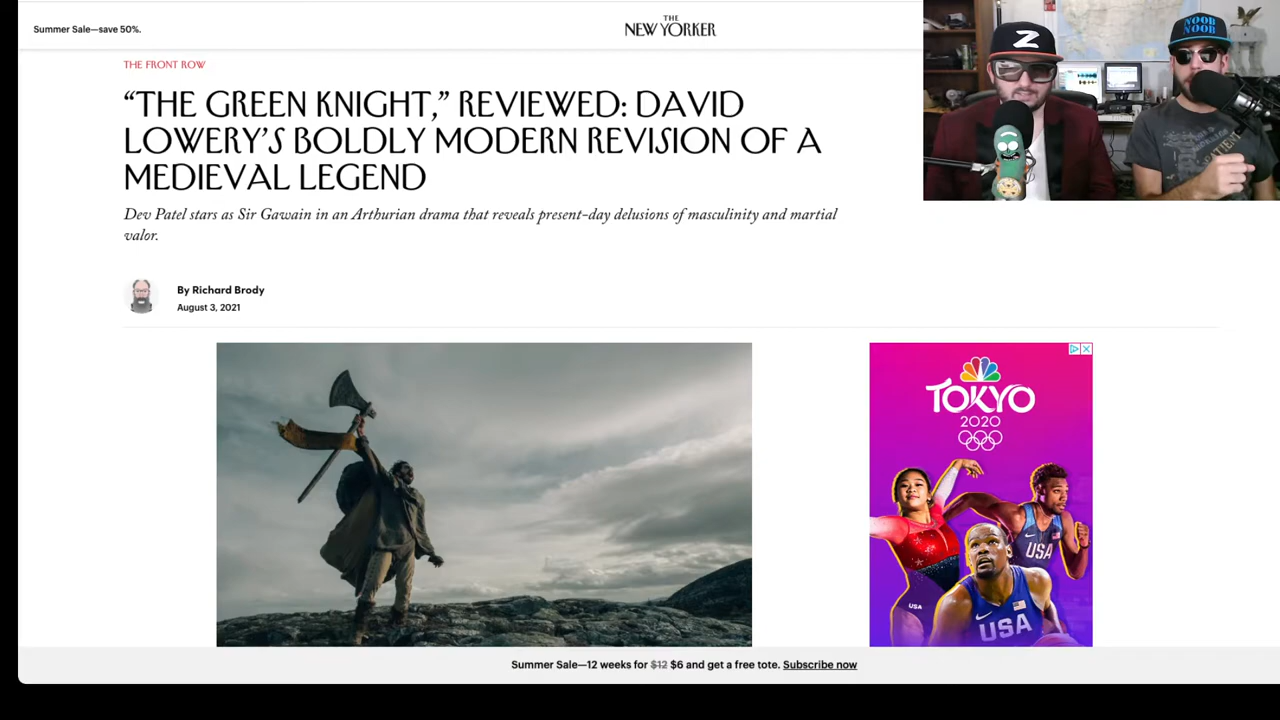 Summer Sale—save 50%.
THE
NEW YORKER
THE FRONT ROW
“THE GREEN KNIGHT,” REVIEWED: DAVID
LOWERY’S BOLDLY MODERN REVISION OF A
MEDIEVAL LEGEND
Dev Patel stars as Sir Gawain in an Arthurian drama that reveals present-day delusions of masculinity and martial
valor.
By Richard Brody
August 3, 2021
Z
NOOB
NOOB
TOKYO
2020
USA
USA
USA
Summer Sale—12 weeks for $12 $6 and get a free tote. Subscribe now